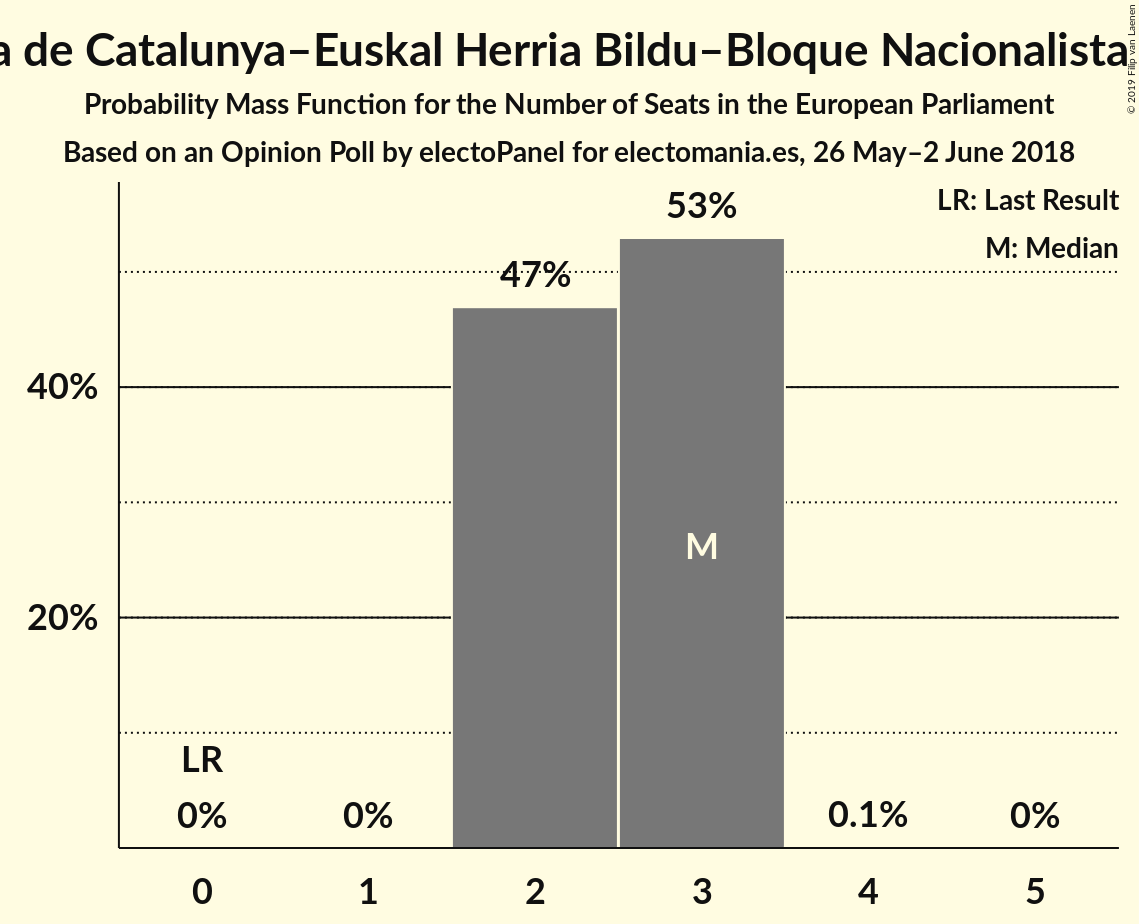 a de Catalunya–Euskal Herria Bildu–Bloque Nacionalista
Probability Mass Function for the Number of Seats in the European Parliament
Based on an Opinion Poll by electoPanel for electomania.es, 26 May–2 June 2018
© 2019 Filip van Laenen
LR: Last Result
M: Median
53%
47%
40%
M
20%
LR
0%
0%
0.1%
0%
0
1
2
3
4
5